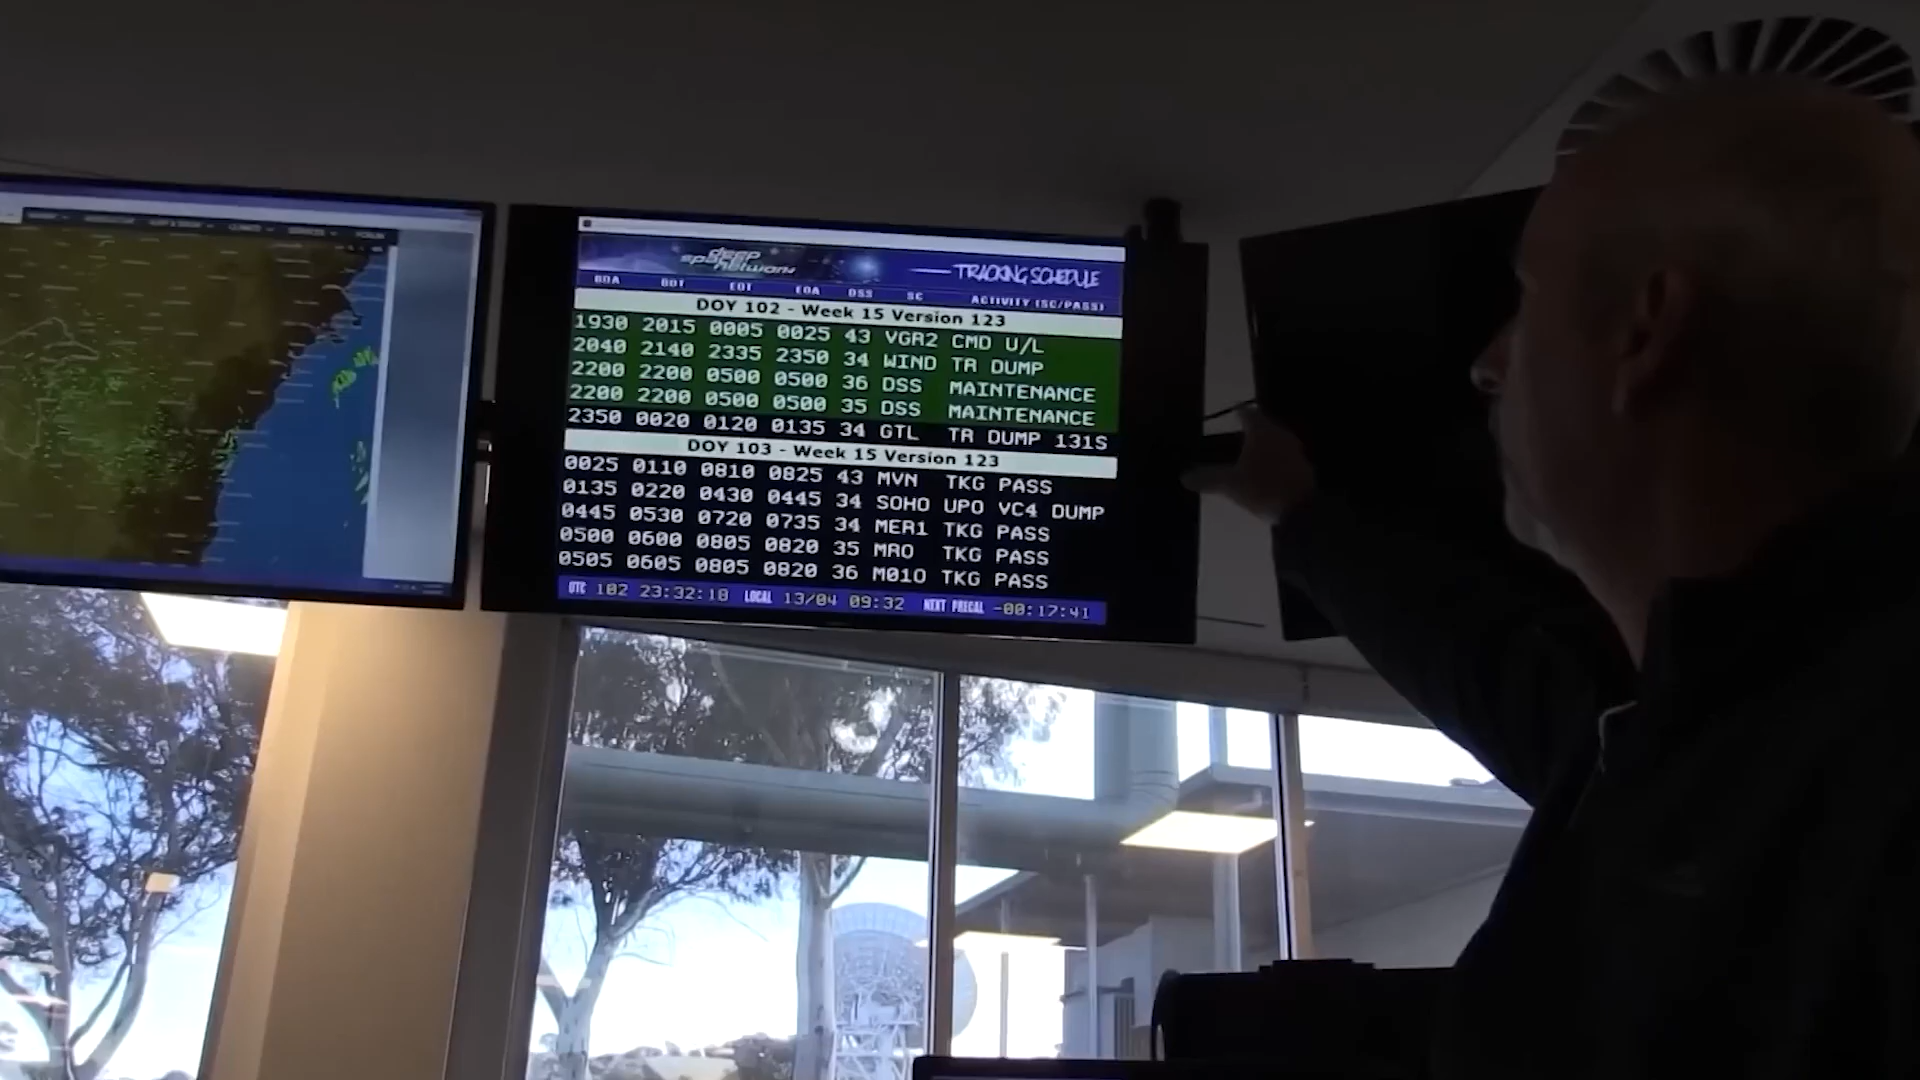 deep
space network
TRACKING SCHEDULE
BOA BOT EOT EOA DSS SC ACTIVITY (SC/PASS)
DOY 102 - Week 15 Version 123
1930 2015 0005 0025 43 VGR2 CMD U/L
2040 2140 2335 2350 34 WIND TR DUMP
2200 2200 0500 0500 36 DSS MAINTENANCE
2200 2200 0500 0500 35 DSS MAINTENANCE
2350 0020 0120 0135 34 GTL TR DUMP 131S
DOY 103 - Week 15 Version 123
0025 0110 0810 0825 43 MVN TKG PASS
0135 0220 0430 0445 34 SOHO UPO VC4 DUMP
0445 0530 0720 0735 34 MER1 TKG PASS
0500 0600 0805 0820 35 MRO TKG PASS
0505 0605 0805 0820 36 M01O TKG PASS
UTC 102 23:32:18 LOCAL 13/04 09:32 NEXT PRECAL -00:17:41